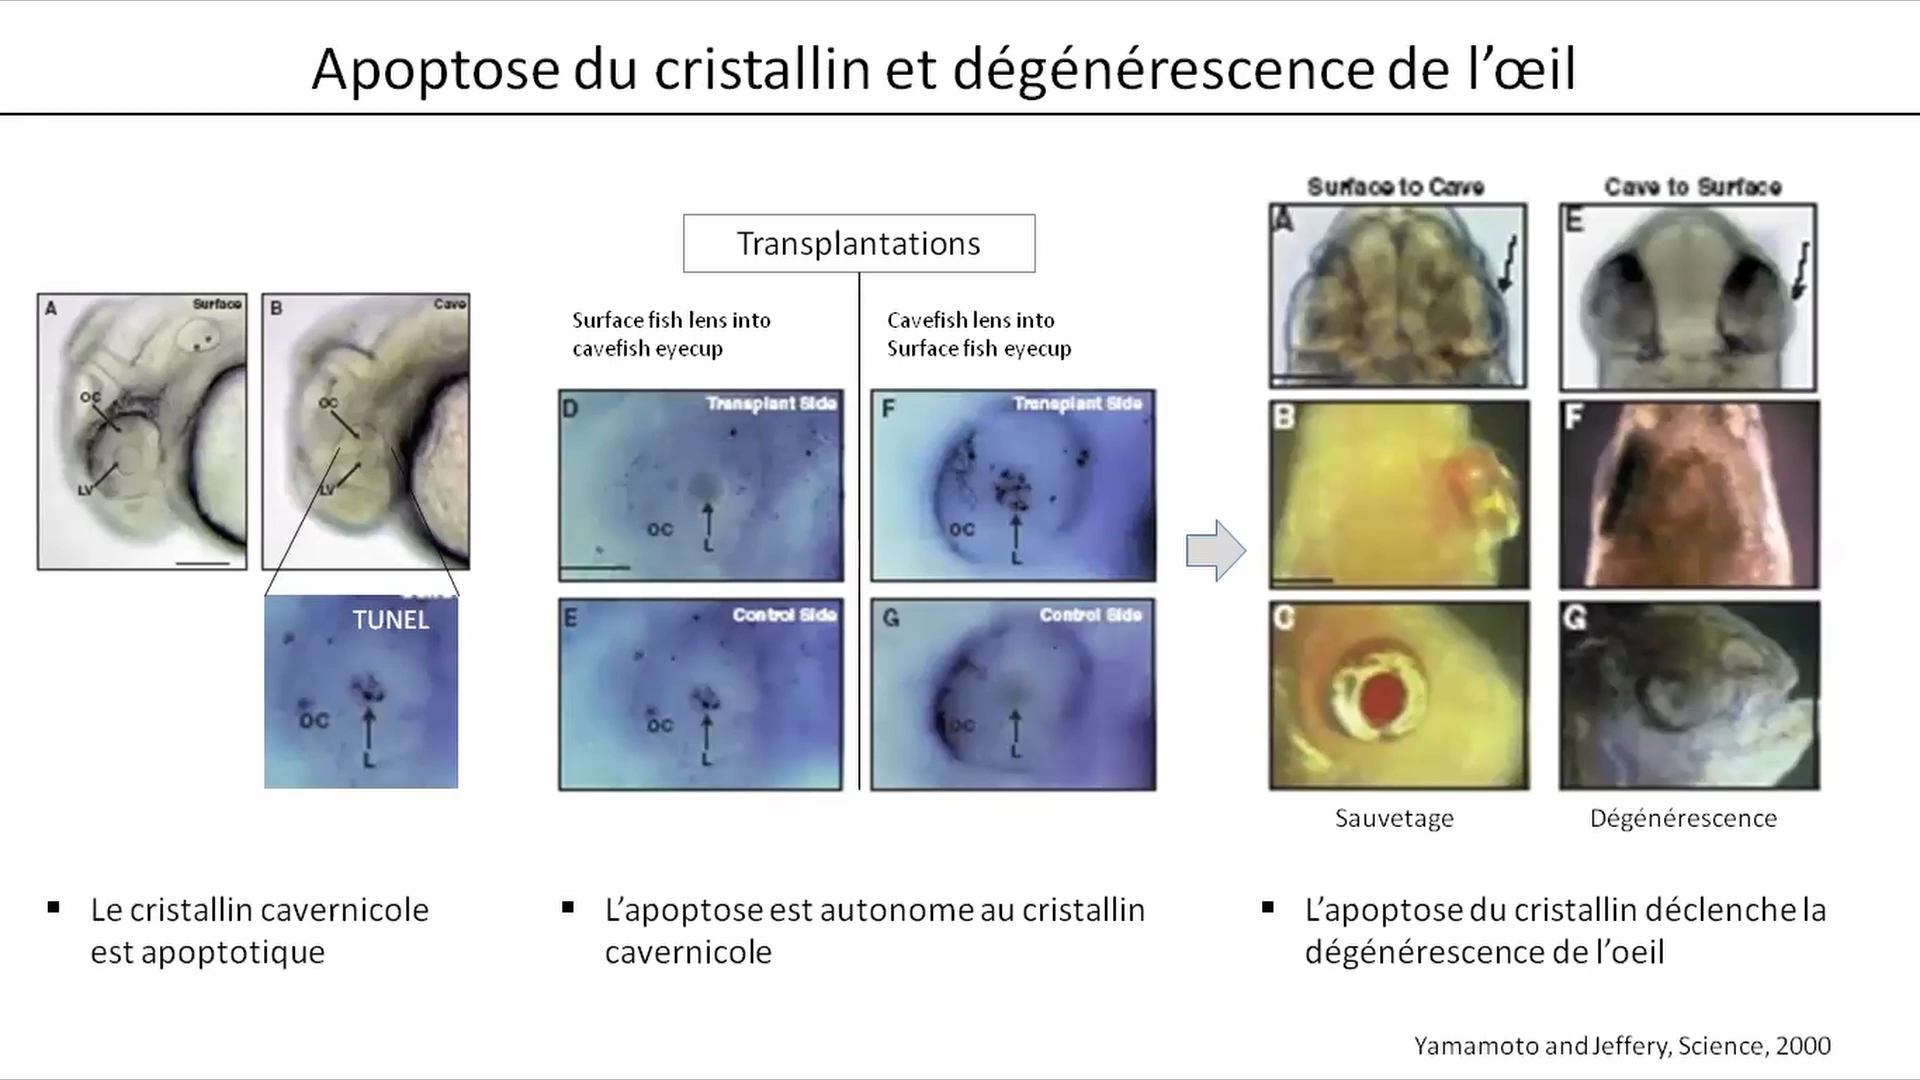 Apoptose du cristallin et dégénérescence de l’œil
A
Surface
OC
LV
B
Cave
OC
LV
TUNEL
OC
L
Transplantations
Surface fish lens into
cavefish eyecup
Cavefish lens into
Surface fish eyecup
D
Transplant Side
OC
L
F
Transplant Side
OC
L
E
Control Side
OC
L
G
Control Side
OC
L
Surface to Cave
Cave to Surface
A
E
B
F
C
G
Sauvetage
Dégénérescence
▪ Le cristallin cavernicole
est apoptotique
▪ L’apoptose est autonome au cristallin
cavernicole
▪ L’apoptose du cristallin déclenche la
dégénérescence de l’oeil
Yamamoto and Jeffery, Science, 2000